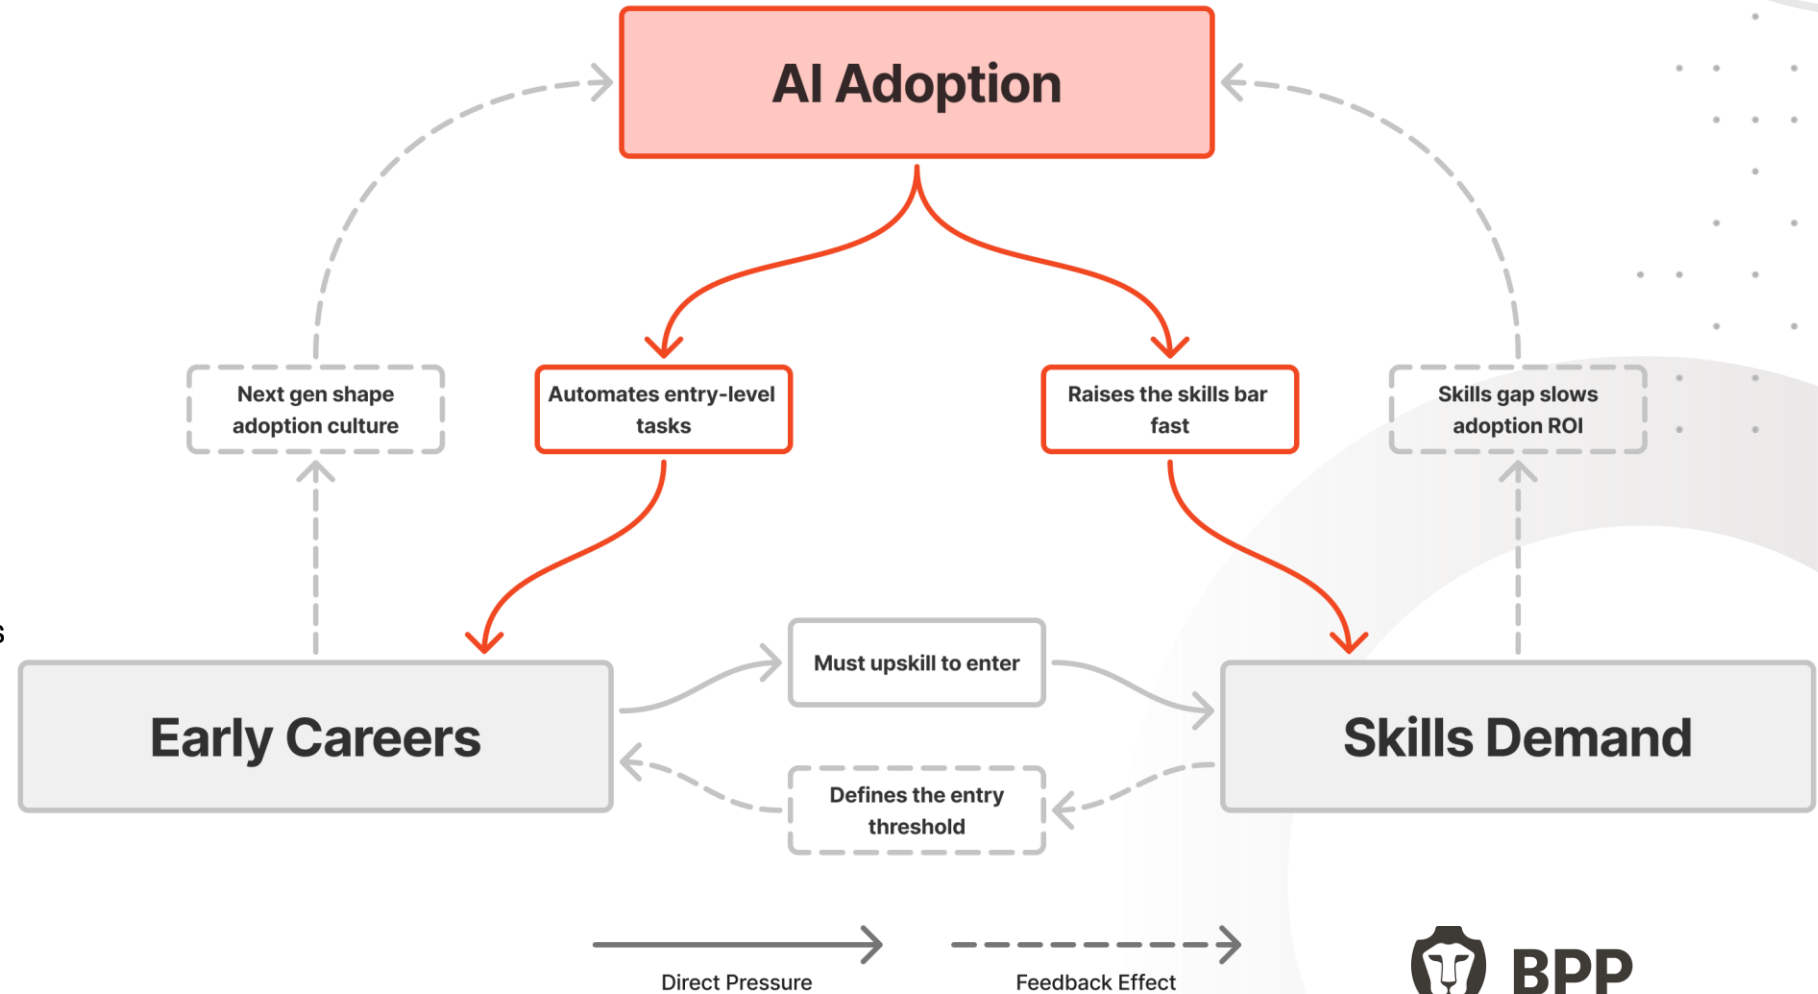 AI Adoption
Next gen shape
adoption culture
Automates entry-level
tasks
Raises the skills bar
fast
Skills gap slows
adoption ROI
s
Must upskill to enter
Early Careers
Skills Demand
Defines the entry
threshold
Direct Pressure
Feedback Effect
BPP